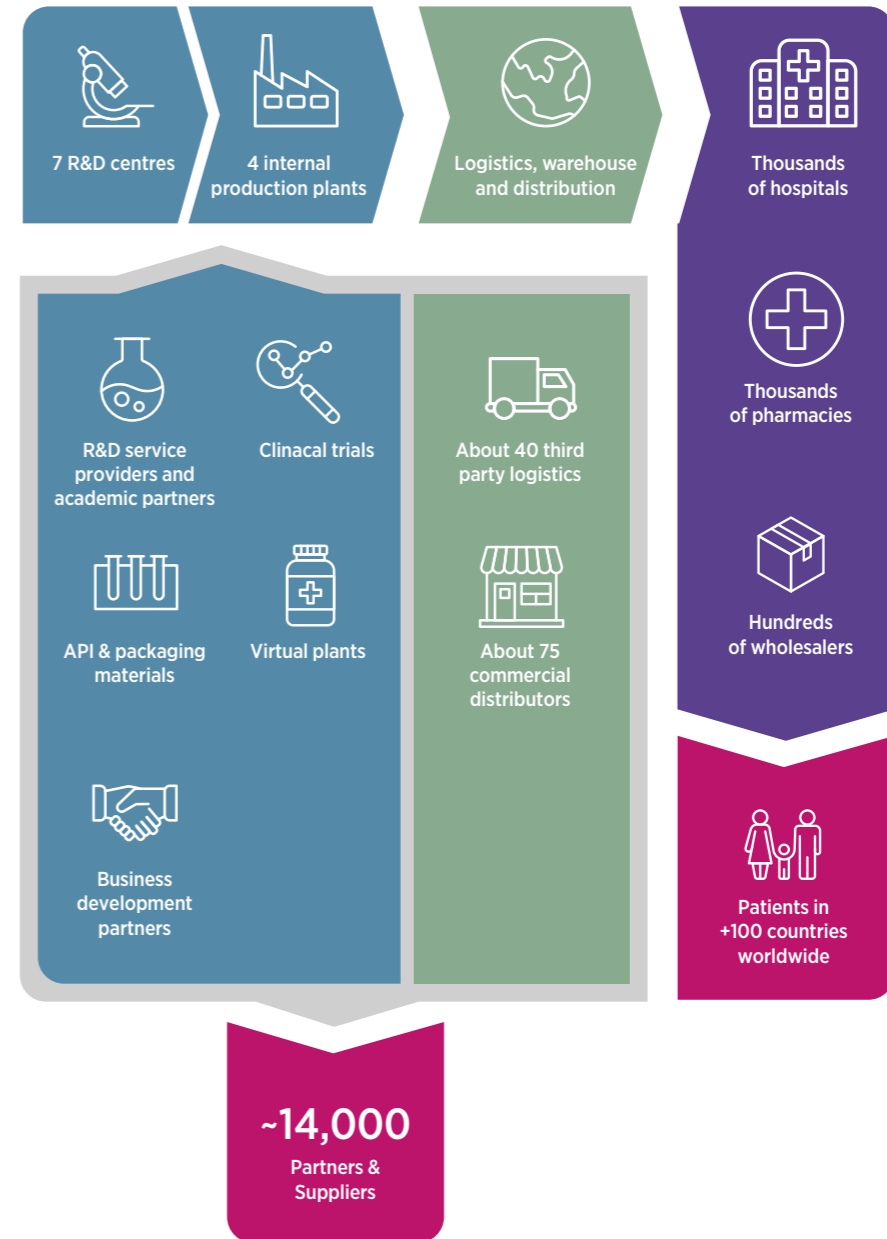 7 R&D centres
4 internal
production plants
Logistics, warehouse
and distribution
Thousands
of hospitals
R&D service
providers and
academic partners
Clinacal trials
About 40 third
party logistics
Thousands
of pharmacies
API & packaging
materials
Virtual plants
About 75
commercial
distributors
Hundreds
of wholesalers
Business
development
partners
Patients in
+100 countries
worldwide
~14,000
Partners &
Suppliers